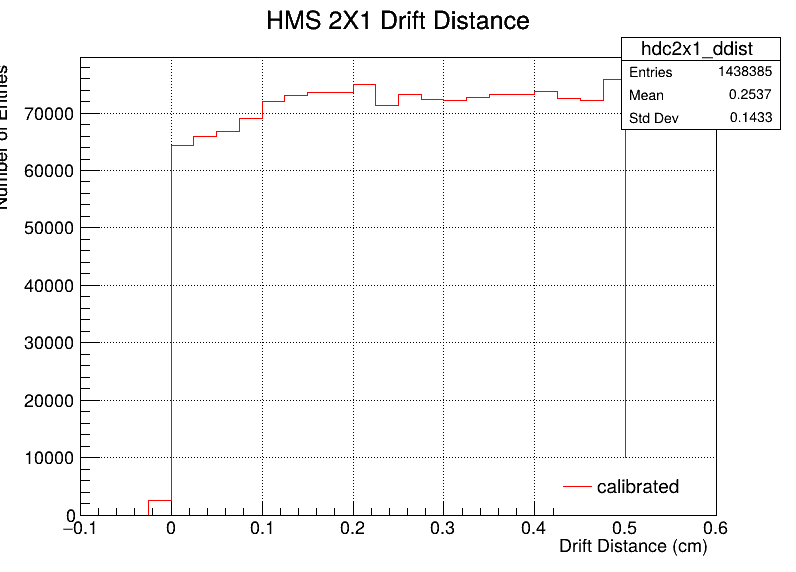 HMS 2X1 Drift Distance
hdc2x1_ddist
Entries 1438385
Mean 0.2537
Std Dev 0.1433
Number of Entries
70000
60000
50000
40000
30000
20000
10000
0
−0.1 0 0.1 0.2 0.3 0.4 0.5 0.6
calibrated
Drift Distance (cm)